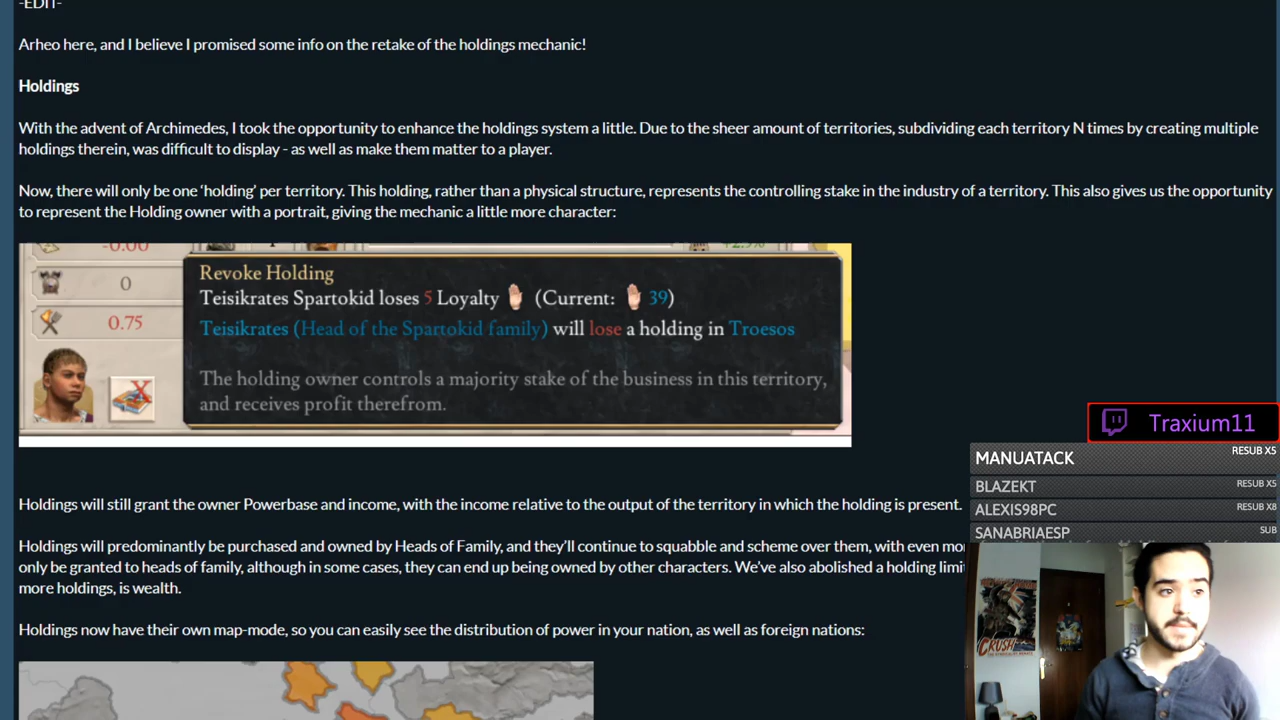 -EDIT-
Arheo here, and I believe I promised some info on the retake of the holdings mechanic!
Holdings
With the advent of Archimedes, I took the opportunity to enhance the holdings system a little. Due to the sheer amount of territories, subdividing each territory N times by creating multiple
holdings therein, was difficult to display - as well as make them matter to a player.
Now, there will only be one ‘holding’ per territory. This holding, rather than a physical structure, represents the controlling stake in the industry of a territory. This also gives us the opportunity
to represent the Holding owner with a portrait, giving the mechanic a little more character:
-0.00
0
0.75
Revoke Holding
Teisikrates Spartokid loses 5 Loyalty (Current: 39)
Teisikrates (Head of the Spartokid family) will lose a holding in Troesos
The holding owner controls a majority stake of the business in this territory,
and receives profit therefrom.
Traxium11
MANUATACK RESUB X5
BLAZEKT RESUB X5
ALEXIS98PC RESUB X8
SANABRIAESP SUB
Holdings will still grant the owner Powerbase and income, with the income relative to the output of the territory in which the holding is present.
Holdings will predominantly be purchased and owned by Heads of Family, and they’ll continue to squabble and scheme over them, with even
only be granted to heads of family, although in some cases, they can end up being owned by other characters. We’ve also abolished a holding
more holdings, is wealth.
Holdings now have their own map-mode, so you can easily see the distribution of power in your nation, as well as foreign nations:
CRUSH